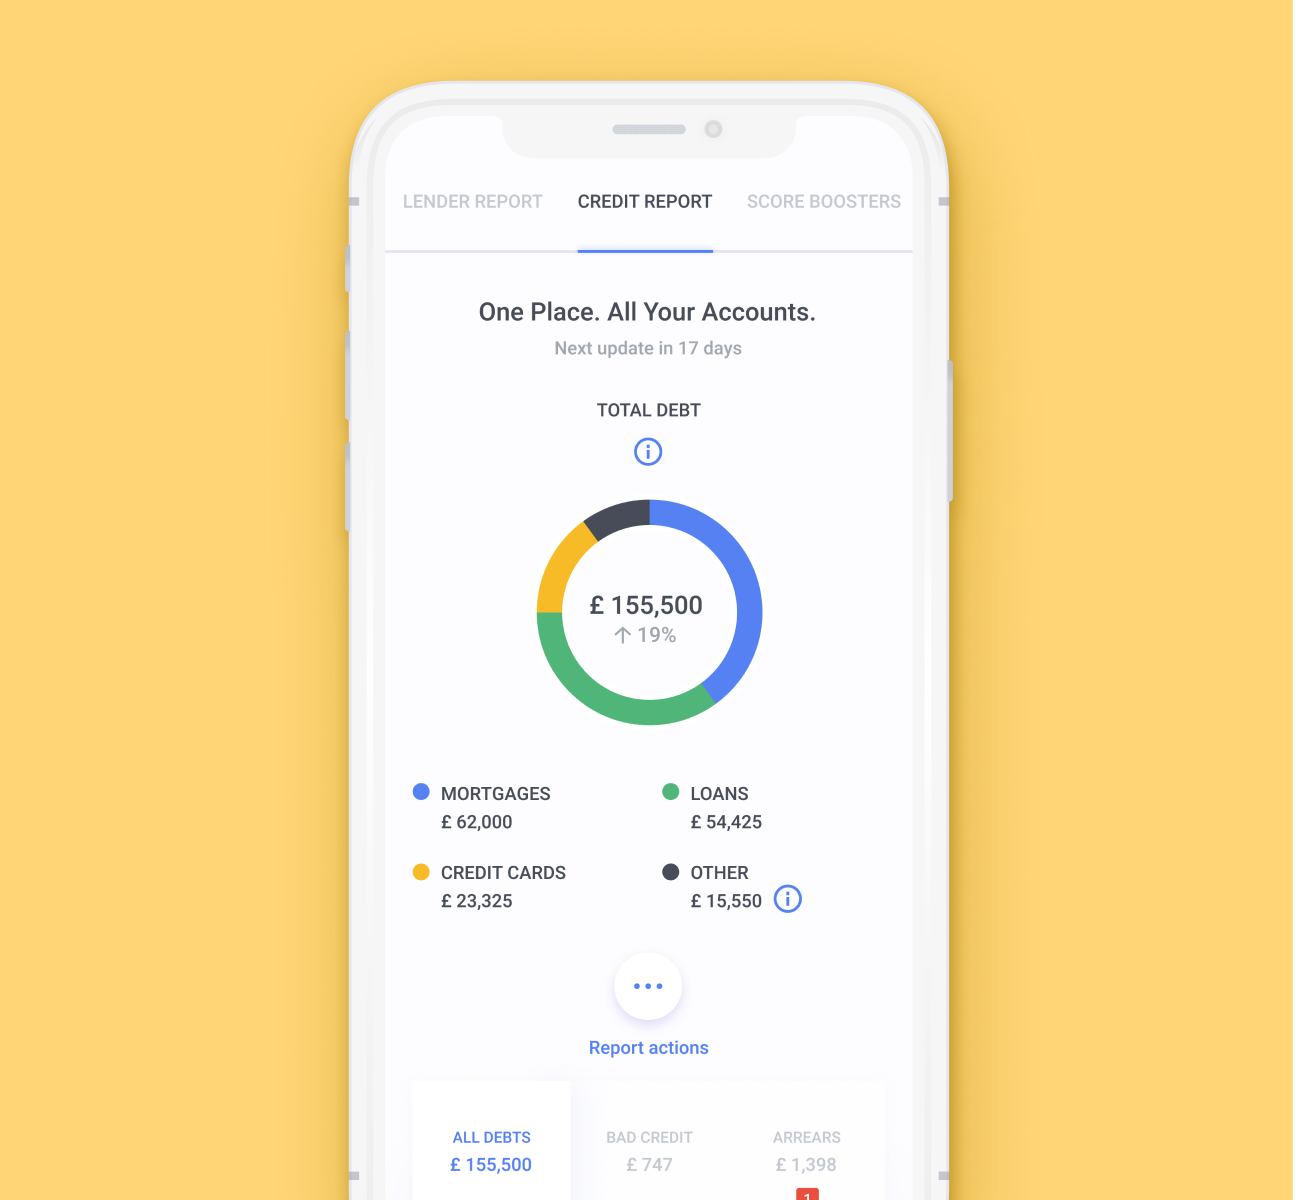 LENDER REPORT CREDIT REPORT SCORE BOOSTERS
One Place. All Your Accounts.
Next update in 17 days
TOTAL DEBT
£ 155,500
↑ 19%
MORTGAGES
£ 62,000
LOANS
£ 54,425
CREDIT CARDS
£ 23,325
OTHER
£ 15,550
Report actions
ALL DEBTS
£ 155,500
BAD CREDIT
£ 747
ARREARS
£ 1,398
1